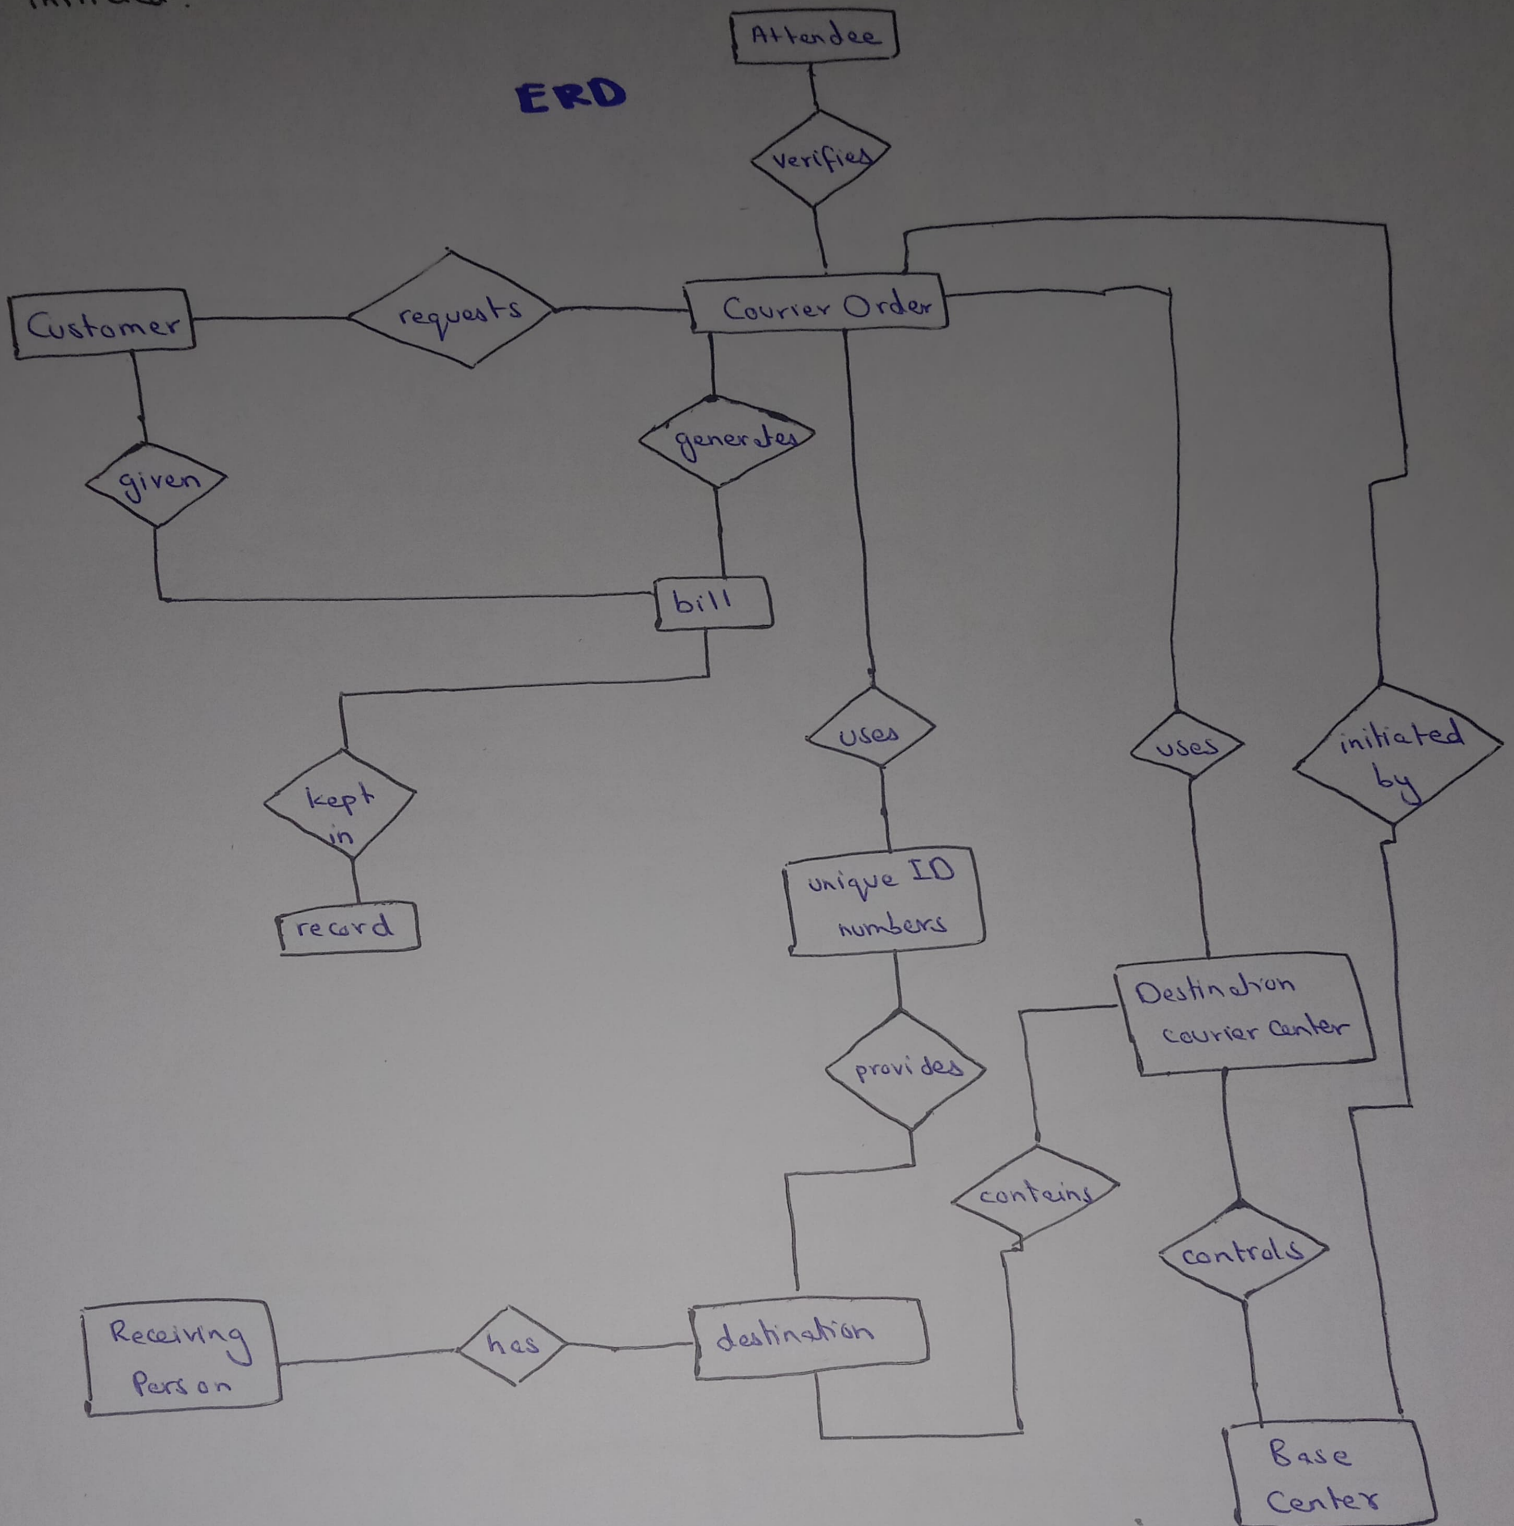 Attendee
ERD
verifies
Customer
requests
Courier Order
given
generates
bill
uses
uses
initiated
by
kept
in
record
unique ID
numbers
Destination
courier center
provides
contains
controls
Receiving
Person
has
destination
Base
Center